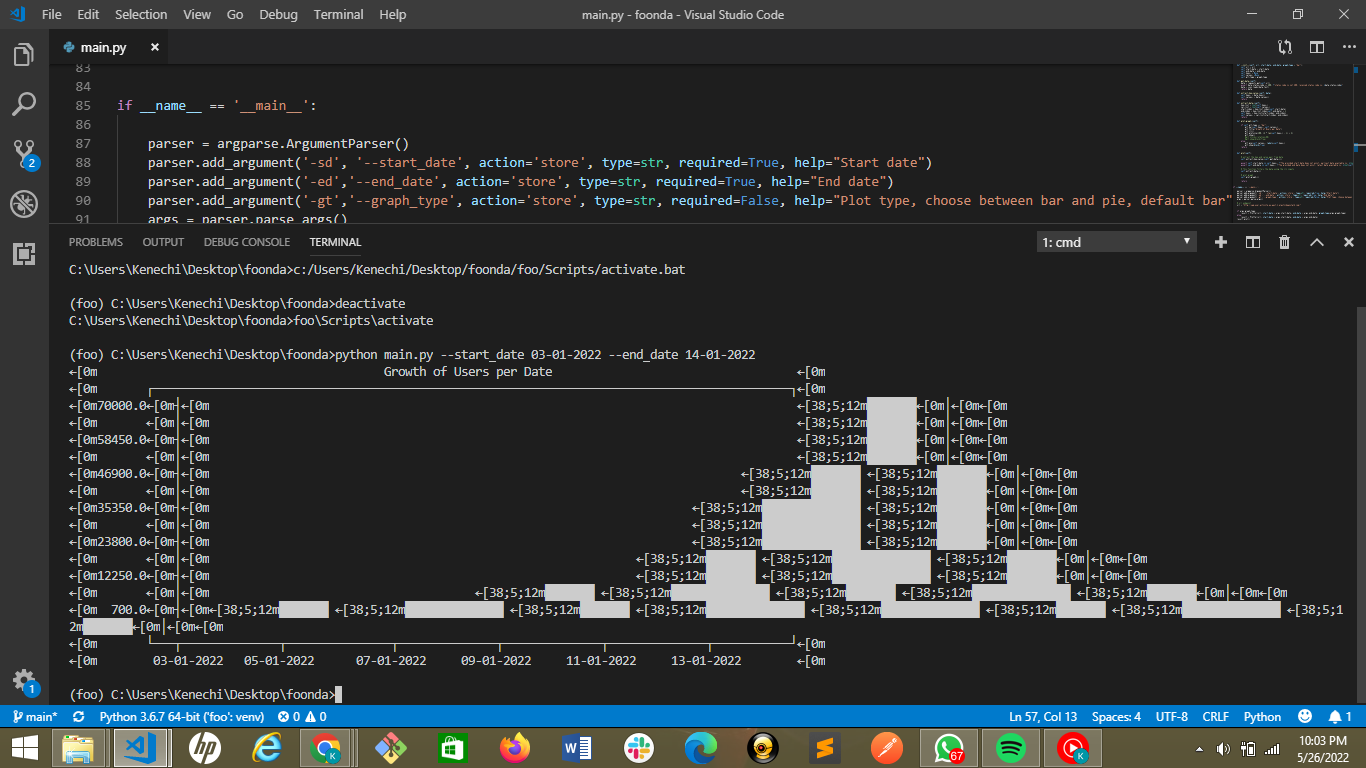 File Edit Selection View Go Debug Terminal Help main.py - foonda - Visual Studio Code
main.py
83
84
85 if __name__ == '__main__':
86
87 parser = argparse.ArgumentParser()
88 parser.add_argument('-sd', '--start_date', action='store', type=str, required=True, help="Start date")
89 parser.add_argument('-ed','--end_date', action='store', type=str, required=True, help="End date")
90 parser.add_argument('-gt','--graph_type', action='store', type=str, required=False, help="Plot type, choose between bar and pie, default bar"
91 args = parser.parse_args()
PROBLEMS OUTPUT DEBUG CONSOLE TERMINAL 1: cmd
C:\Users\Kenechi\Desktop\foonda>c:/Users/Kenechi/Desktop/foonda/foo/Scripts/activate.bat
(foo) C:\Users\Kenechi\Desktop\foonda>deactivate
C:\Users\Kenechi\Desktop\foonda>foo\Scripts\activate
(foo) C:\Users\Kenechi\Desktop\foonda>python main.py --start_date 03-01-2022 --end_date 14-01-2022
←[0m Growth of Users per Date ←[0m
←[0m ┌─────┐←[0m
←[0m70000.0←[0m┤←[0m ←[38;5;12m███████←[0m│←[0m←[0m
←[0m ←[0m│←[0m ←[38;5;12m███████←[0m│←[0m←[0m
←[0m58450.0←[0m┤←[0m ←[38;5;12m███████←[0m│←[0m←[0m
←[0m ←[0m│←[0m ←[38;5;12m███████←[0m│←[0m←[0m
←[0m46900.0←[0m┤←[0m ←[38;5;12m███████ ←[38;5;12m███████←[0m│←[0m←[0m
←[0m ←[0m│←[0m ←[38;5;12m███████ ←[38;5;12m███████←[0m│←[0m←[0m
←[0m35350.0←[0m┤←[0m ←[38;5;12m██████████████ ←[38;5;12m███████←[0m│←[0m←[0m
←[0m ←[0m│←[0m ←[38;5;12m██████████████ ←[38;5;12m███████←[0m│←[0m←[0m
←[0m23800.0←[0m┤←[0m ←[38;5;12m██████████████ ←[38;5;12m███████←[0m│←[0m←[0m
←[0m ←[0m│←[0m ←[38;5;12m███████ ←[38;5;12m██████████████ ←[38;5;12m███████←[0m│←[0m←[0m
←[0m12250.0←[0m┤←[0m ←[38;5;12m███████ ←[38;5;12m██████████████ ←[38;5;12m███████←[0m│←[0m←[0m
←[0m ←[0m│←[0m ←[38;5;12m███████ ←[38;5;12m██████████████ ←[38;5;12m███████ ←[38;5;12m██████████████ ←[38;5;12m███████←[0m│←[0m←[0m
←[0m 700.0←[0m┤←[0m←[38;5;12m███████ ←[38;5;12m██████████████ ←[38;5;12m███████ ←[38;5;12m██████████████ ←[38;5;12m██████████████ ←[38;5;12m███████ ←[38;5;12m██████████████ ←[38;5;1
2m███████←[0m│←[0m←[0m
←[0m └─────┘←[0m
←[0m 03-01-2022 05-01-2022 07-01-2022 09-01-2022 11-01-2022 13-01-2022 ←[0m
(foo) C:\Users\Kenechi\Desktop\foonda>
main* Python 3.6.7 64-bit ('foo': venv) 0 0 Ln 57, Col 13 Spaces: 4 UTF-8 CRLF Python 1
10:03 PM
5/26/2022